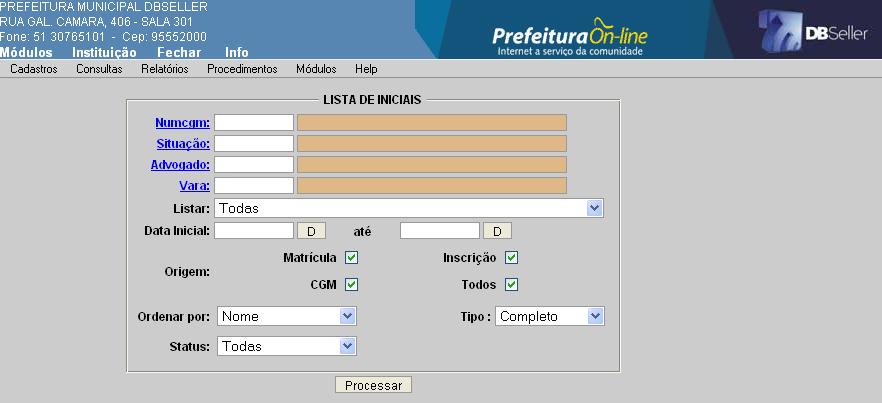 PREFEITURA MUNICIPAL DBSELLER
RUA GAL. CAMARA, 406 - SALA 301
Fone: 51 30765101 - Cep: 95552000
Módulos Instituição Fechar Info
Prefeitura On-line
Internet a serviço da comunidade
DBSeller
Cadastros Consultas Relatórios Procedimentos Módulos Help
LISTA DE INICIAIS
Numcgm:
Situação:
Advogado:
Vara:
Listar: Todas
Data Inicial: D até D
Matrícula Inscrição
Origem:
CGM Todos
Ordenar por: Nome Tipo : Completo
Status: Todas
Processar